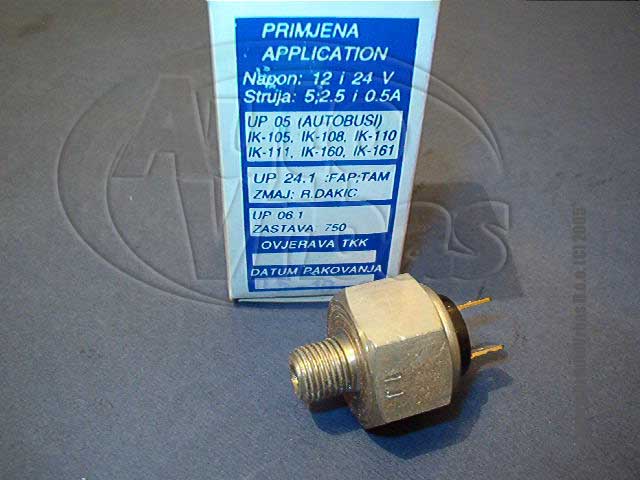 PRIMJENA
APPLICATION
Napon: 12 i 24 V
Struja: 5;2.5 i 0.5A
UP 05 (AUTOBUSI)
IK-105, IK-108, IK-110
IK-111, IK-160, IK-161
UP 24.1 :FAP;TAM
ZMAJ; R.DAKIC
UP 06.1
ZASTAVA: 750
OVJERAVA TKK
DATUM PAKOVANJA